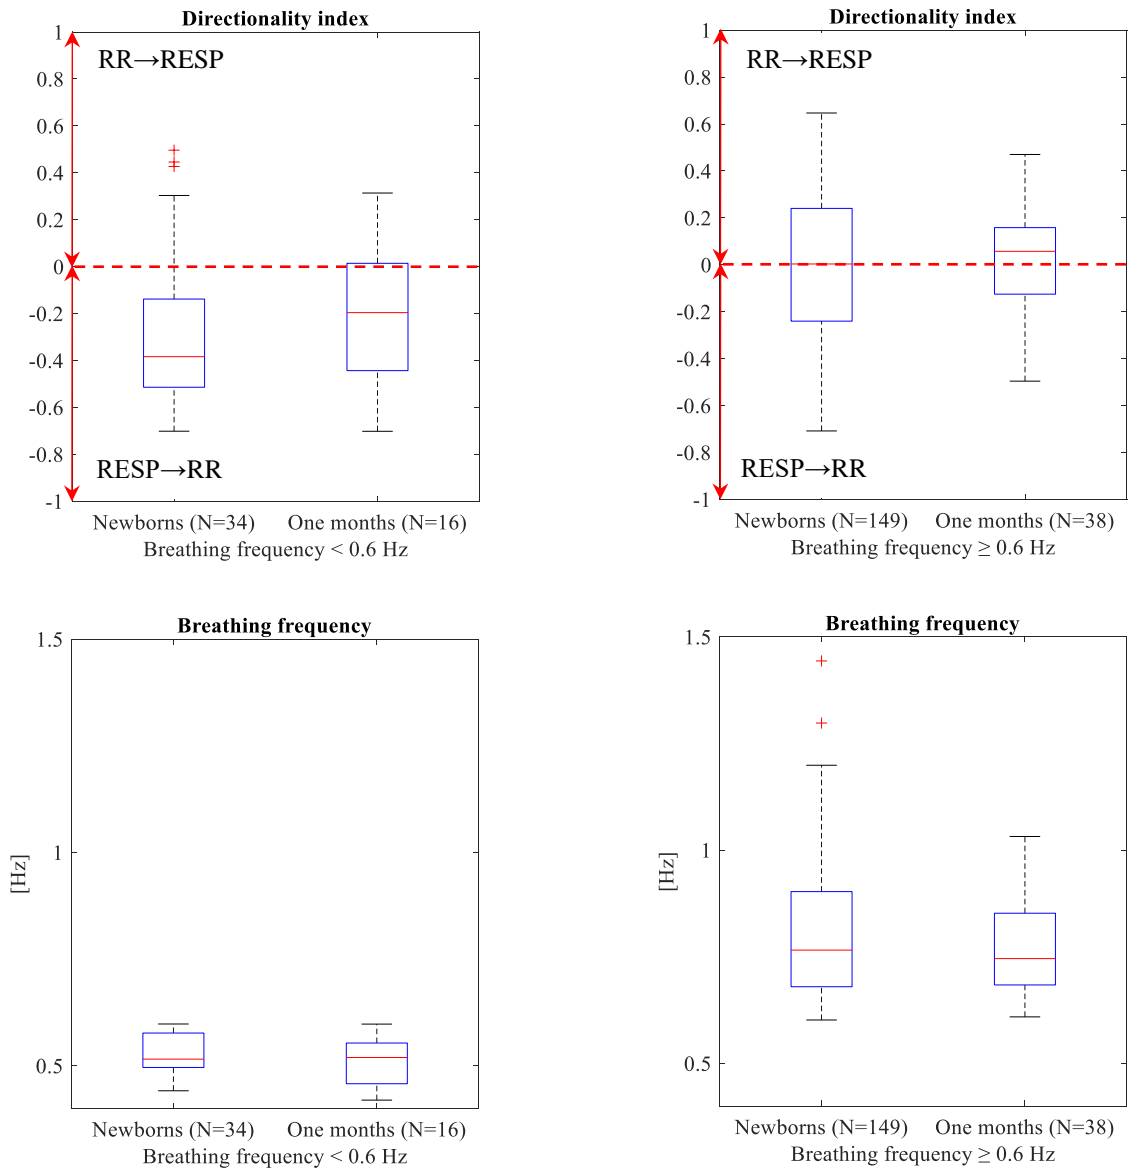 Directionality index
1
RR→RESP
0.8
0.6
0.4
0.2
0
-0.2
-0.4
-0.6
-0.8
RESP→RR
-1
Newborns (N=34) One months (N=16)
Breathing frequency < 0.6 Hz
Directionality index
1
RR→RESP
0.8
0.6
0.4
0.2
0
-0.2
-0.4
-0.6
-0.8
RESP→RR
-1
Newborns (N=149) One months (N=38)
Breathing frequency ≥ 0.6 Hz
Breathing frequency
1.5
1
[Hz]
0.5
Newborns (N=34) One months (N=16)
Breathing frequency < 0.6 Hz
Breathing frequency
1.5
1
[Hz]
0.5
Newborns (N=149) One months (N=38)
Breathing frequency ≥ 0.6 Hz